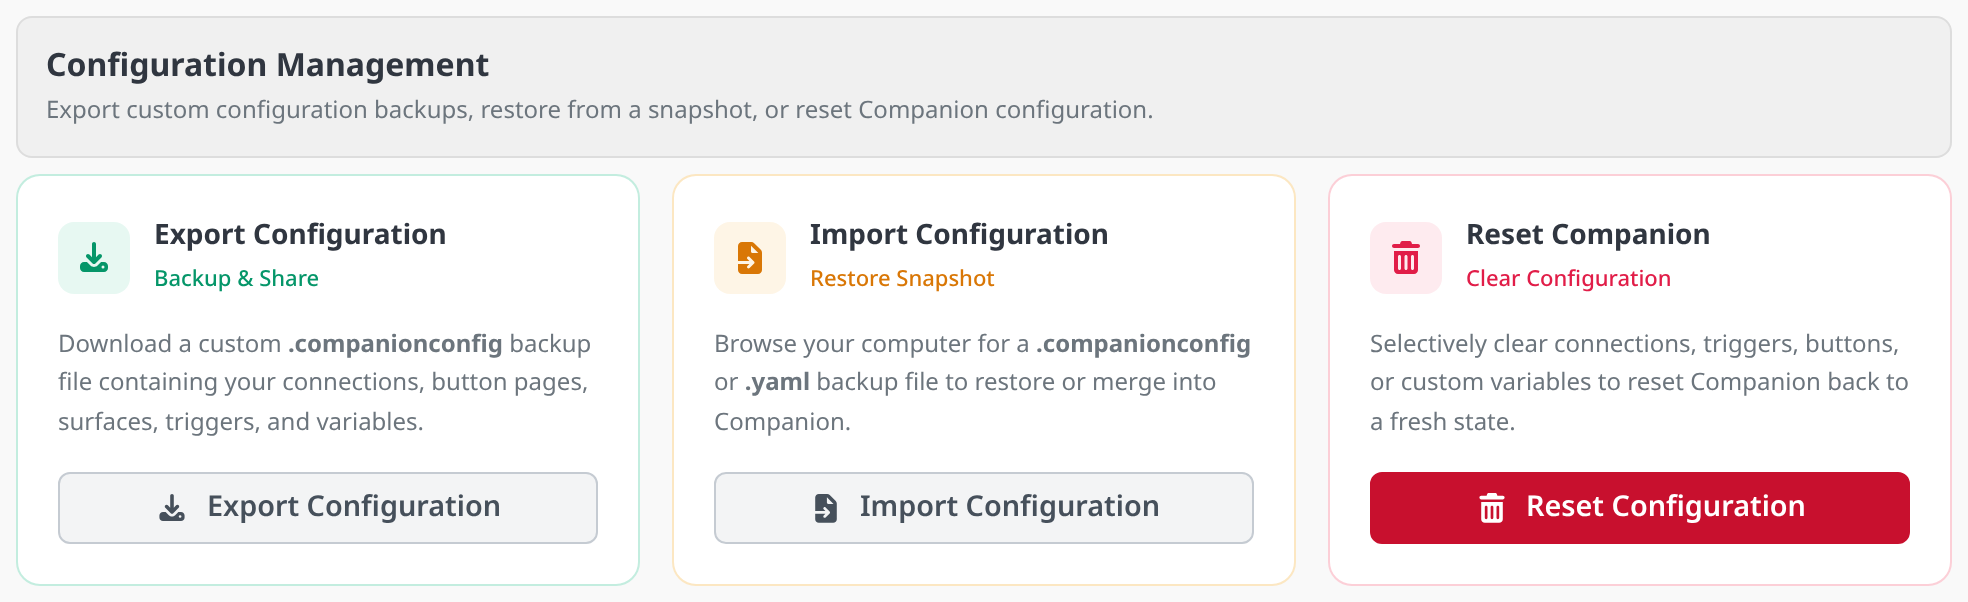 Configuration Management
Export custom configuration backups, restore from a snapshot, or reset Companion configuration.
Export Configuration
Backup & Share
Download a custom .companionconfig backup
file containing your connections, button pages,
surfaces, triggers, and variables.
Export Configuration
Import Configuration
Restore Snapshot
Browse your computer for a .companionconfig
or .yaml backup file to restore or merge into
Companion.
Import Configuration
Reset Companion
Clear Configuration
Selectively clear connections, triggers, buttons,
or custom variables to reset Companion back to
a fresh state.
Reset Configuration